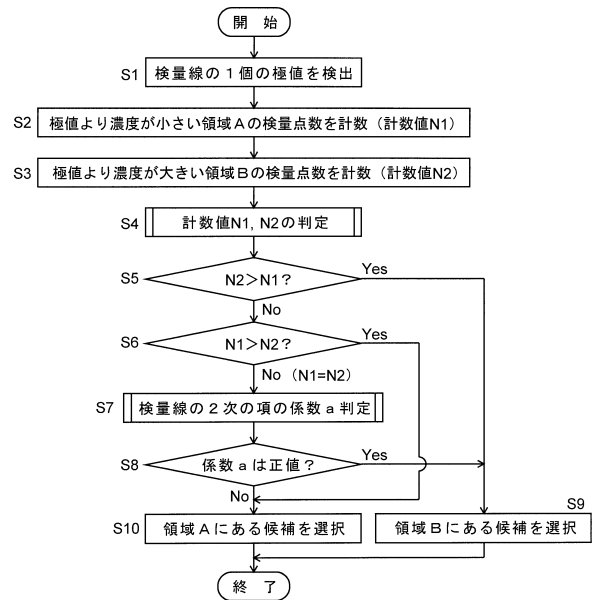 開 始
S1 検量線の１個の極値を検出
S2 極値より濃度が小さい領域Ａの検量点数を計数（計数値N1）
S3 極値より濃度が大きい領域Ｂの検量点数を計数（計数値N2）
S4 計数値N1, N2の判定
S5 N2＞N1？ Yes
No
S6 N1＞N2？ Yes
No （N1=N2）
S7 検量線の２次の項の係数ａ判定
S8 係数ａは正値？ Yes
No
S9
S10 領域Ａにある候補を選択 領域Ｂにある候補を選択
終 了